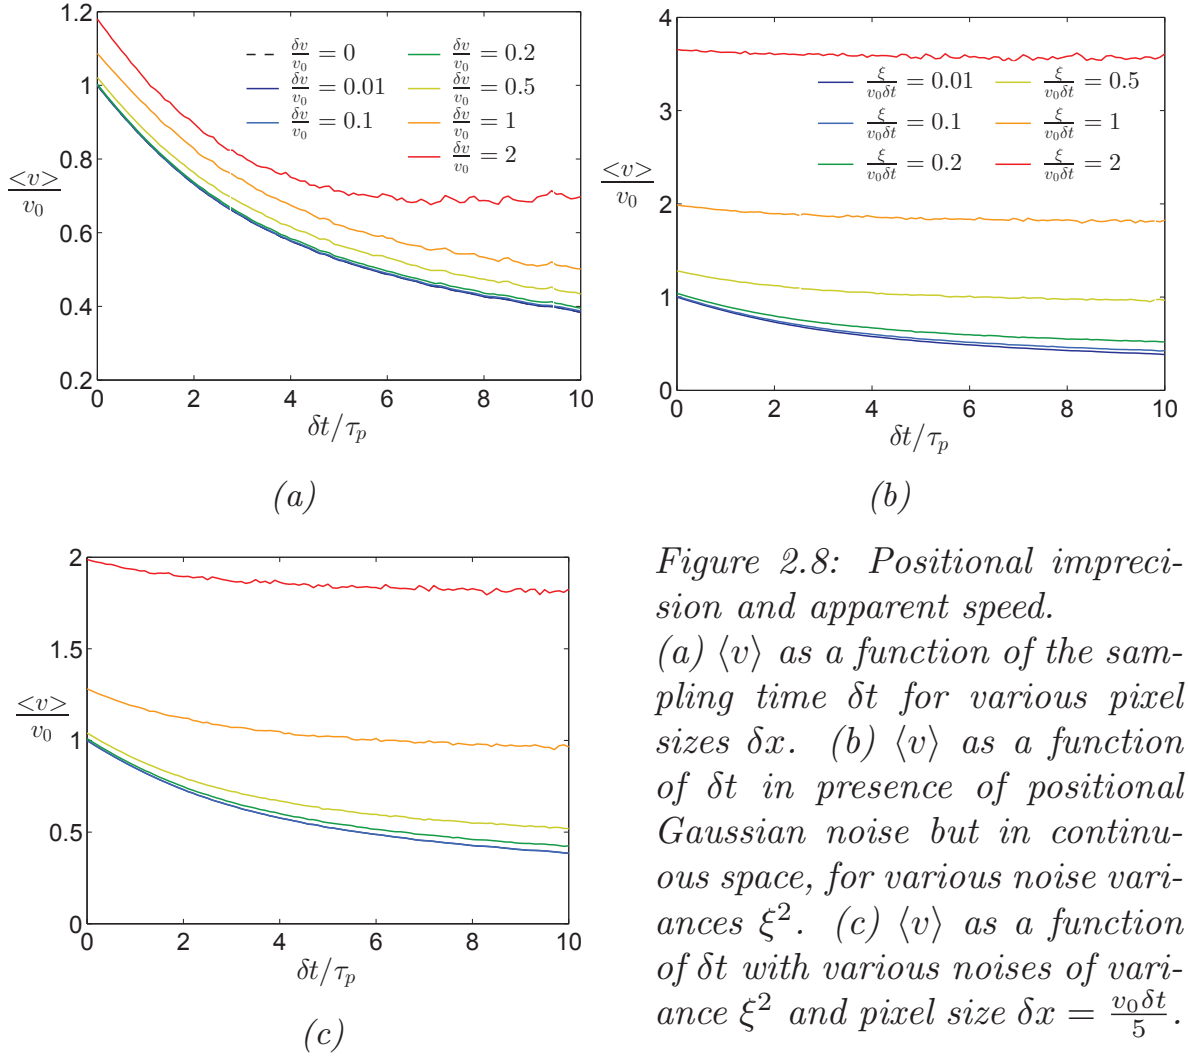 1.2
1
0.8
0.6
0.4
0.2
<v>
v₀
δv/v₀ = 0
δv/v₀ = 0.01
δv/v₀ = 0.1
δv/v₀ = 0.2
δv/v₀ = 0.5
δv/v₀ = 1
δv/v₀ = 2
0 2 4 6 8 10
δt/τₚ
(a)
4
3
2
1
0
<v>
v₀
ξ/v₀δt = 0.01
ξ/v₀δt = 0.1
ξ/v₀δt = 0.2
ξ/v₀δt = 0.5
ξ/v₀δt = 1
ξ/v₀δt = 2
0 2 4 6 8 10
δt/τₚ
(b)
2
1.5
1
0.5
0
<v>
v₀
0 2 4 6 8 10
δt/τₚ
(c)
Figure 2.8: Positional impreci-
sion and apparent speed.
(a) ⟨v⟩ as a function of the sam-
pling time δt for various pixel
sizes δx. (b) ⟨v⟩ as a function
of δt in presence of positional
Gaussian noise but in continu-
ous space, for various noise vari-
ances ξ². (c) ⟨v⟩ as a function
of δt with various noises of vari-
ance ξ² and pixel size δx = v₀δt/5.